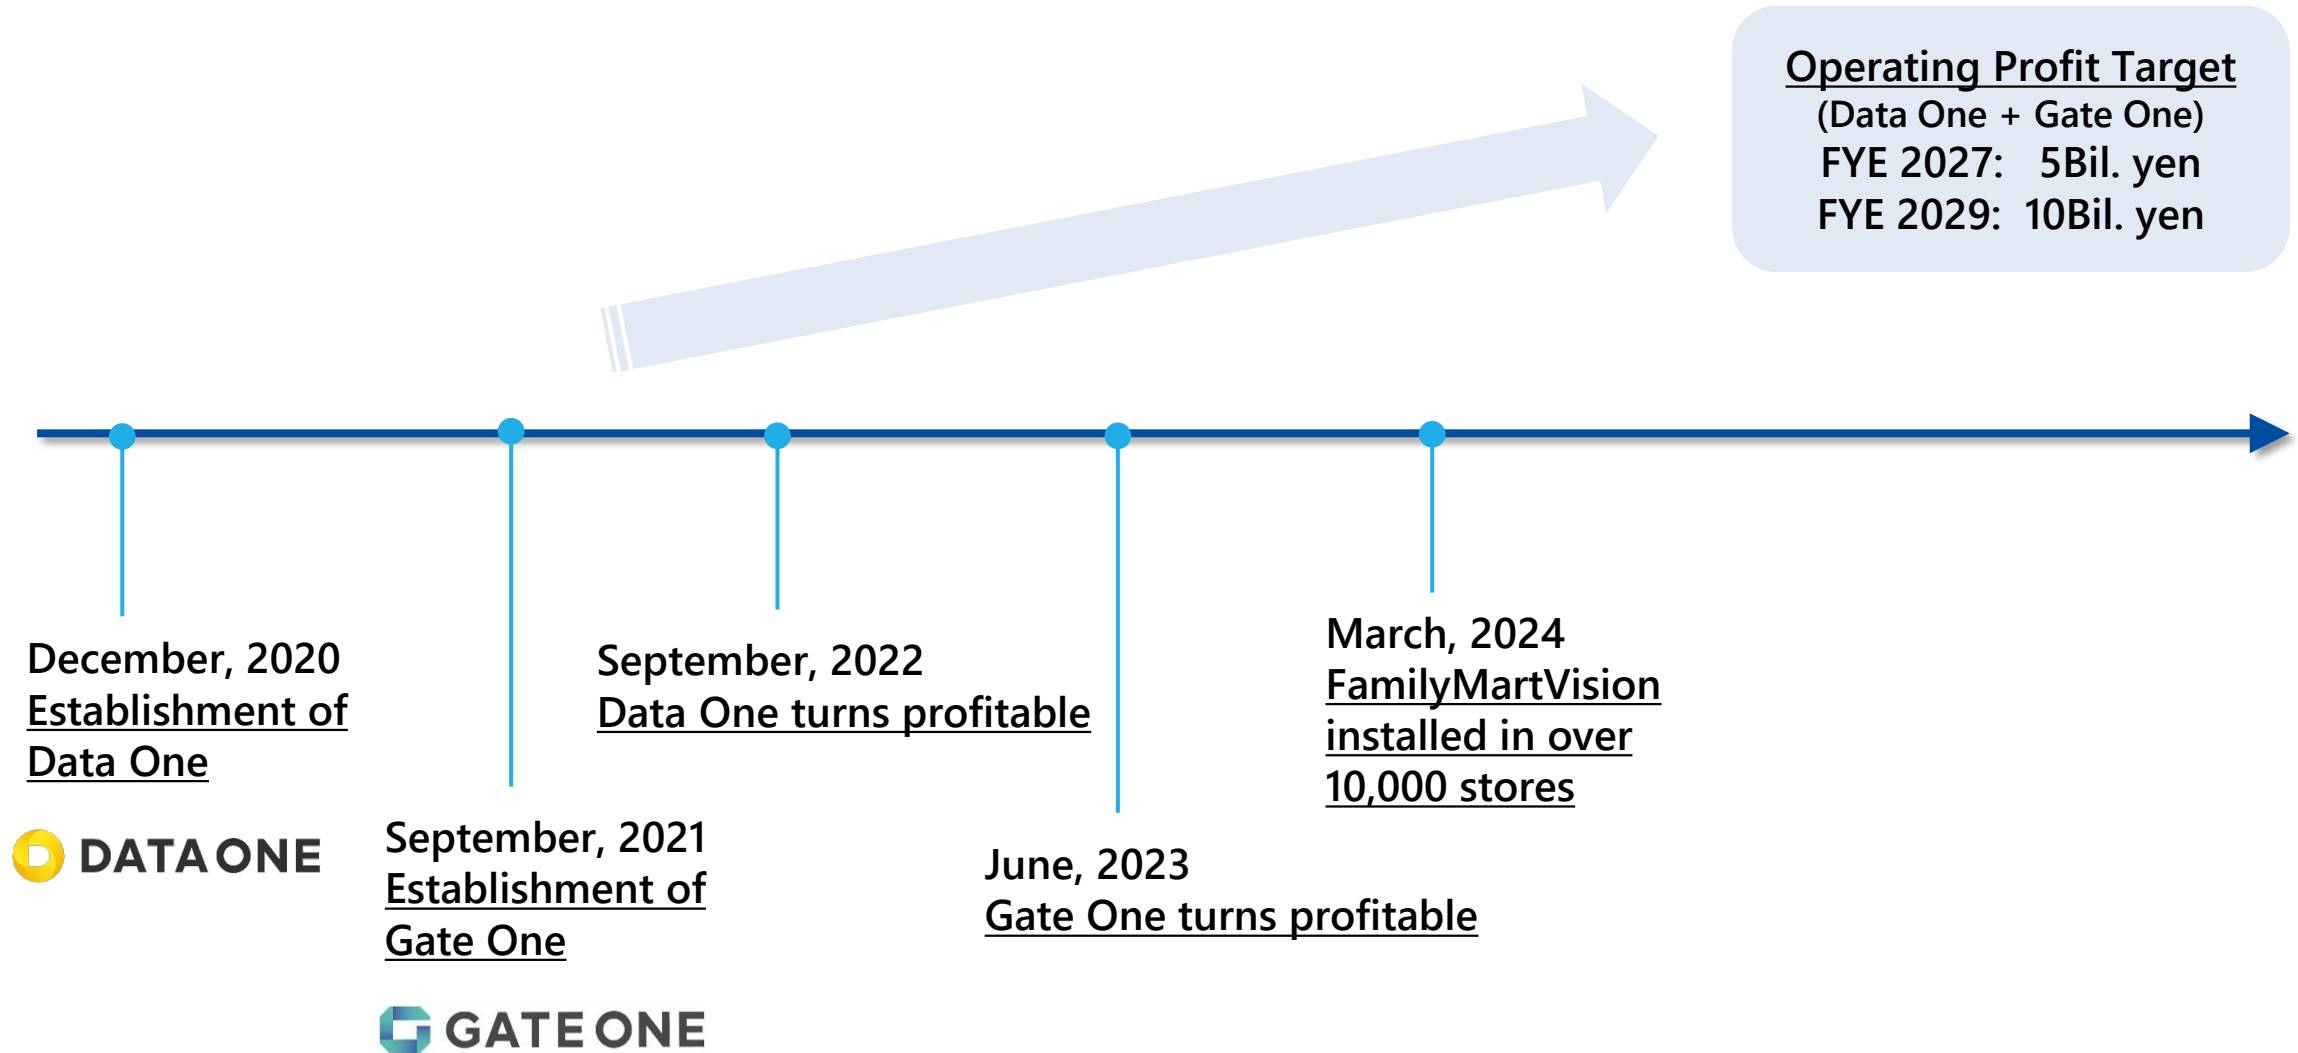 Operating Profit Target
(Data One + Gate One)
FYE 2027: 5Bil. yen
FYE 2029: 10Bil. yen
December, 2020
Establishment of
Data One
DATA ONE
September, 2021
Establishment of
Gate One
GATE ONE
September, 2022
Data One turns profitable
June, 2023
Gate One turns profitable
March, 2024
FamilyMartVision
installed in over
10,000 stores